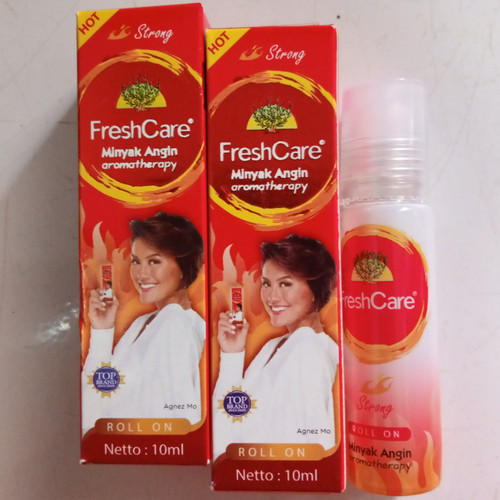 HOT
Strong
FreshCare®
Minyak Angin
aromatherapy
TOP
BRAND
Agnez Mo
ROLL ON
Netto : 10ml
HOT
Strong
FreshCare®
Minyak Angin
aromatherapy
TOP
BRAND
Agnez Mo
ROLL ON
Netto : 10ml
FreshCare®
Strong
ROLL ON
Minyak Angin
aromatherapy